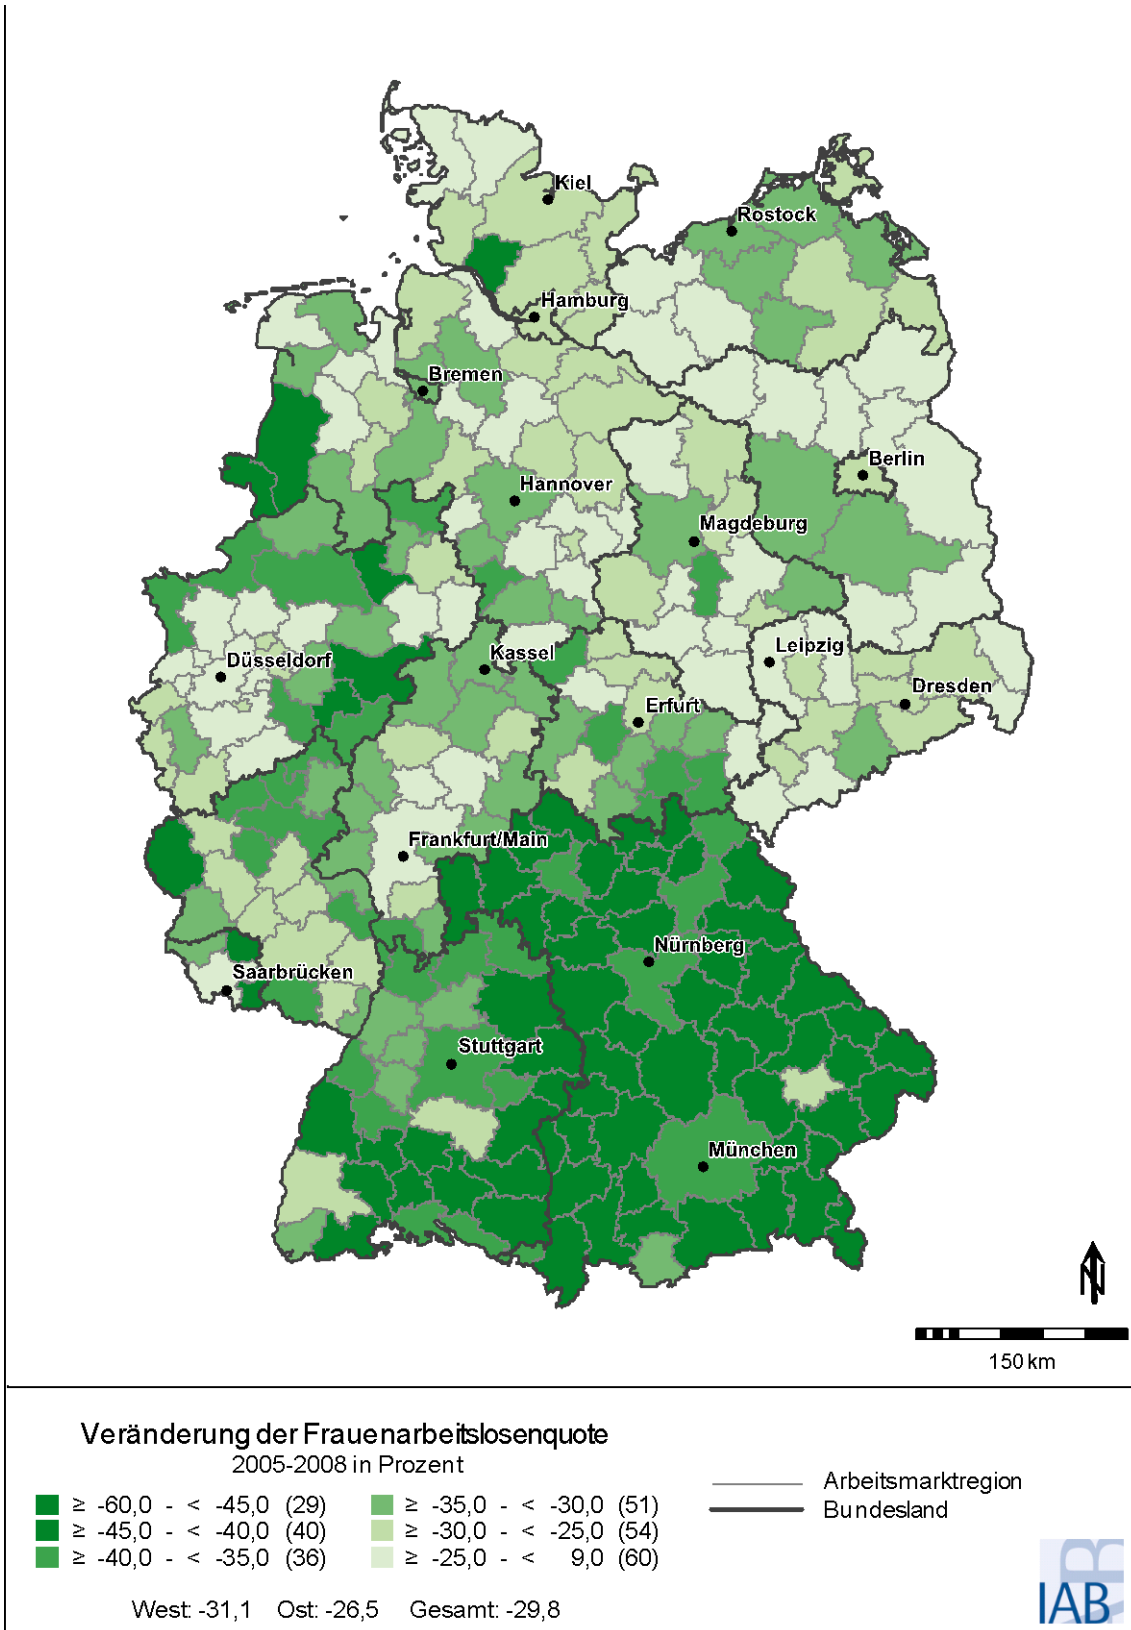 Kiel
Rostock
Hamburg
Bremen
Berlin
Hannover
Magdeburg
Düsseldorf
Kassel
Leipzig
Erfurt
Dresden
Frankfurt/Main
Nürnberg
Saarbrücken
Stuttgart
München
N
150 km
Veränderung der Frauenarbeitslosenquote
2005-2008 in Prozent
≥ -60,0 - < -45,0 (29)
≥ -45,0 - < -40,0 (40)
≥ -40,0 - < -35,0 (36)
≥ -35,0 - < -30,0 (51)
≥ -30,0 - < -25,0 (54)
≥ -25,0 - < 9,0 (60)
Arbeitsmarktregion
Bundesland
West: -31,1 Ost: -26,5 Gesamt: -29,8
IAB